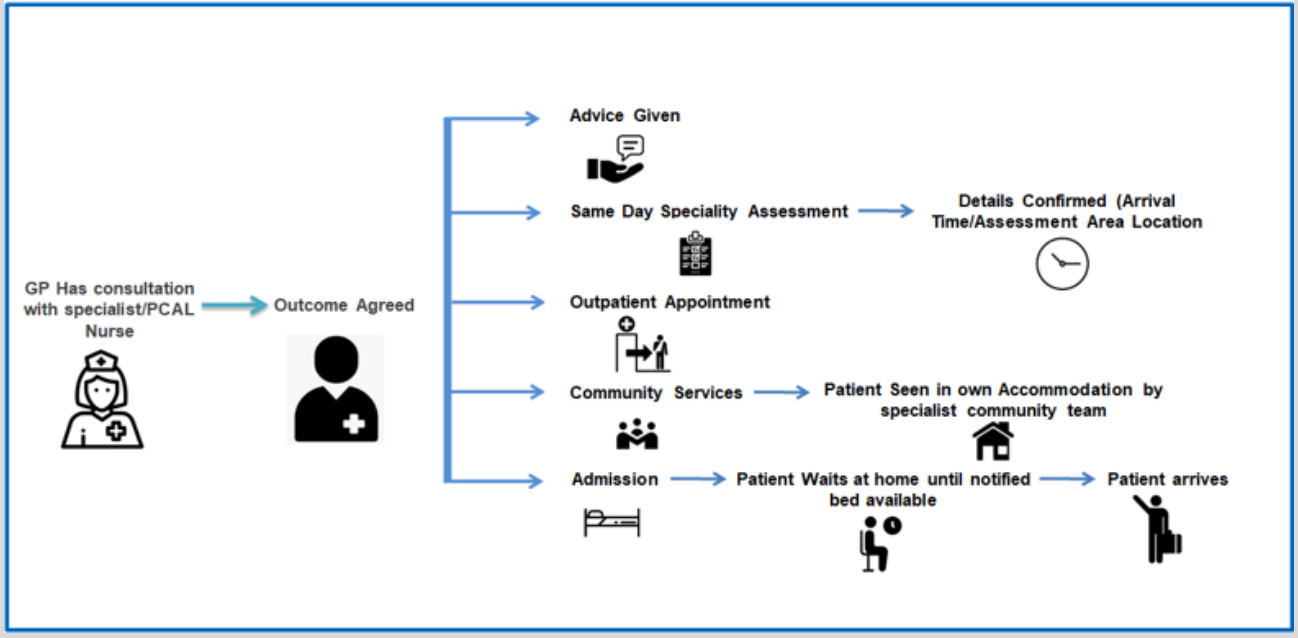 GP Has consultation
with specialist/PCAL
Nurse
Outcome Agreed
Advice Given
Same Day Speciality Assessment
Details Confirmed (Arrival
Time/Assessment Area Location
Outpatient Appointment
Community Services
Patient Seen in own Accommodation by
specialist community team
Admission
Patient Waits at home until notified
bed available
Patient arrives